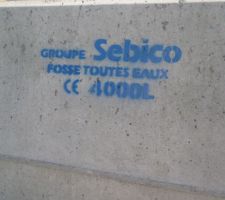 GROUPE Sebico
FOSSE TOUTES EAUX
CE 4000L